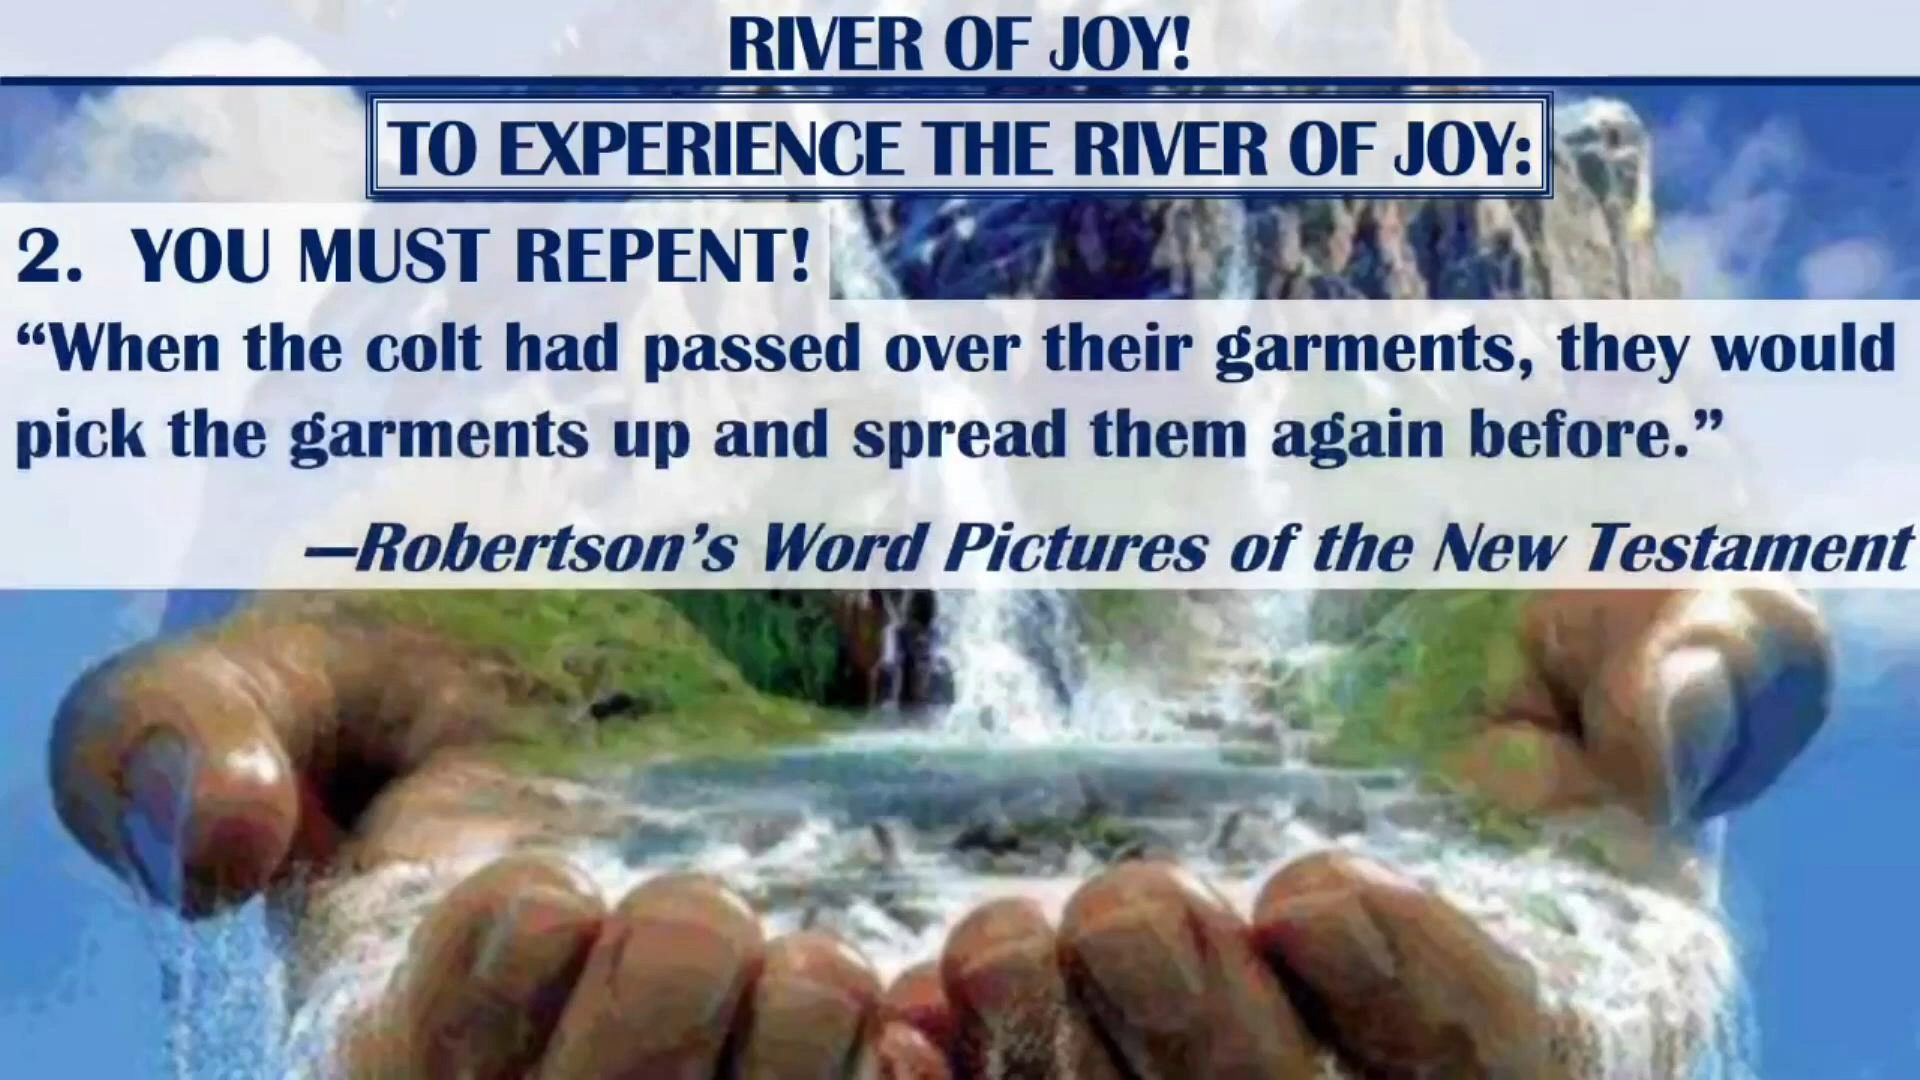 RIVER OF JOY!
TO EXPERIENCE THE RIVER OF JOY:
2. YOU MUST REPENT!
“When the colt had passed over their garments, they would
pick the garments up and spread them again before.”
—Robertson’s Word Pictures of the New Testament